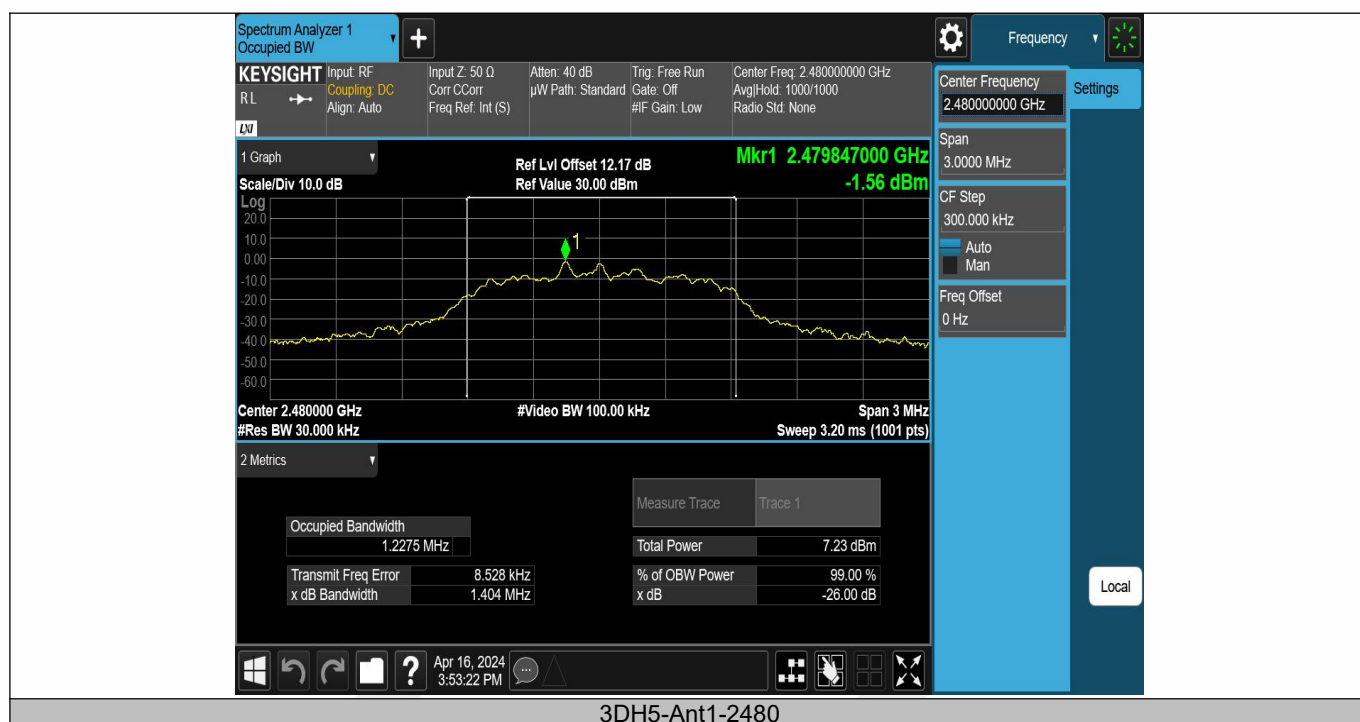 Spectrum Analyzer 1
Occupied BW
+
Frequency
KEYSIGHT
RL
LXI
Input: RF
Coupling: DC
Align: Auto
Input Z: 50 Ω
Corr CCorr
Freq Ref: Int (S)
Atten: 40 dB
µW Path: Standard
Trig: Free Run
Gate: Off
#IF Gain: Low
Center Freq: 2.480000000 GHz
Avg|Hold: 1000/1000
Radio Std: None
Center Frequency
2.480000000 GHz
Settings
Span
3.0000 MHz
CF Step
300.000 kHz
Auto
Man
Freq Offset
0 Hz
Local
1 Graph
Scale/Div 10.0 dB
Ref Lvl Offset 12.17 dB
Ref Value 30.00 dBm
Mkr1 2.479847000 GHz
-1.56 dBm
Log
20.0
10.0
0.00
-10.0
-20.0
-30.0
-40.0
-50.0
-60.0
1
Center 2.480000 GHz
#Video BW 100.00 kHz
Span 3 MHz
#Res BW 30.000 kHz
Sweep 3.20 ms (1001 pts)
2 Metrics
Measure Trace Trace 1
Occupied Bandwidth
1.2275 MHz
Total Power 7.23 dBm
Transmit Freq Error 8.528 kHz
% of OBW Power 99.00 %
x dB Bandwidth 1.404 MHz
x dB -26.00 dB
?
Apr 16, 2024
3:53:22 PM
3DH5-Ant1-2480